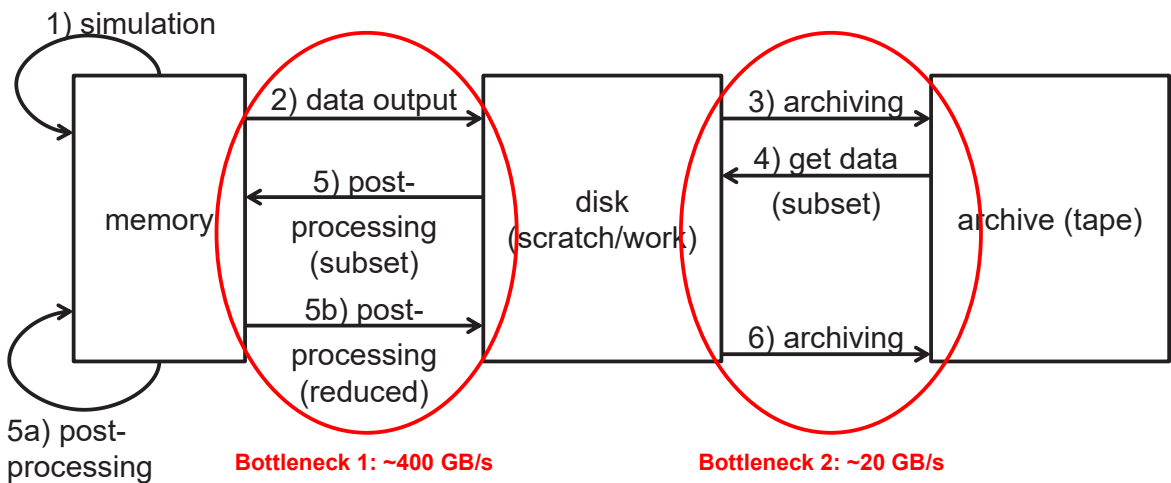 1) simulation
2) data output
3) archiving
4) get data
(subset)
5) post-
processing
(subset)
memory
disk
(scratch/work)
archive (tape)
5b) post-
processing
(reduced)
6) archiving
5a) post-
processing
Bottleneck 1: ~400 GB/s
Bottleneck 2: ~20 GB/s